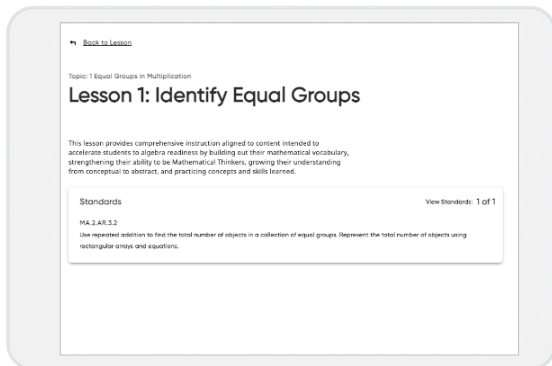 Back to Lesson
Topic: 1 Equal Groups in Multiplication
Lesson 1: Identify Equal Groups
This lesson provides comprehensive instruction aligned to content intended to
accelerate students to algebra readiness by building out their mathematical vocabulary,
strengthening their ability to be Mathematical Thinkers, growing their understanding
from conceptual to abstract, and practicing concepts and skills learned.
Standards
View Standards: 1 of 1
MA.2.AR.3.2
Use repeated addition to find the total number of objects in a collection of equal groups. Represent the total number of objects using
rectangular arrays and equations.